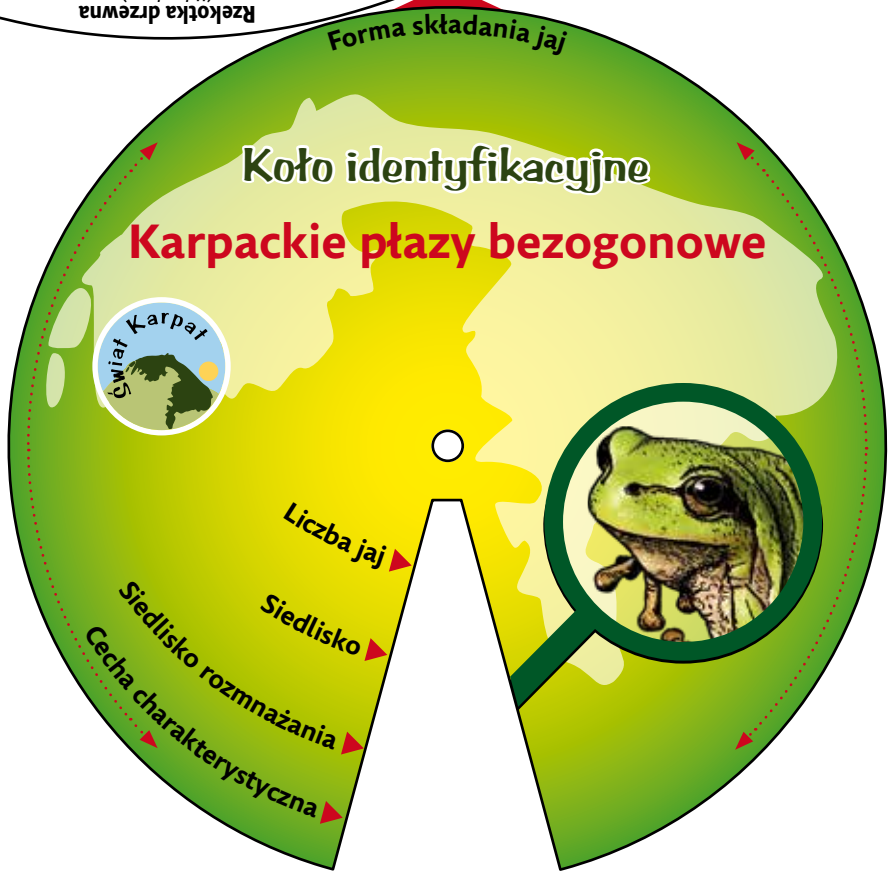 Rzekotka drzewna
Forma składania jaj
Koło identyfikacyjne
Karpackie płazy bezogonowe
Świat Karpat
Liczba jaj
Siedlisko
Siedlisko rozmnażania
Cecha charakterystyczna